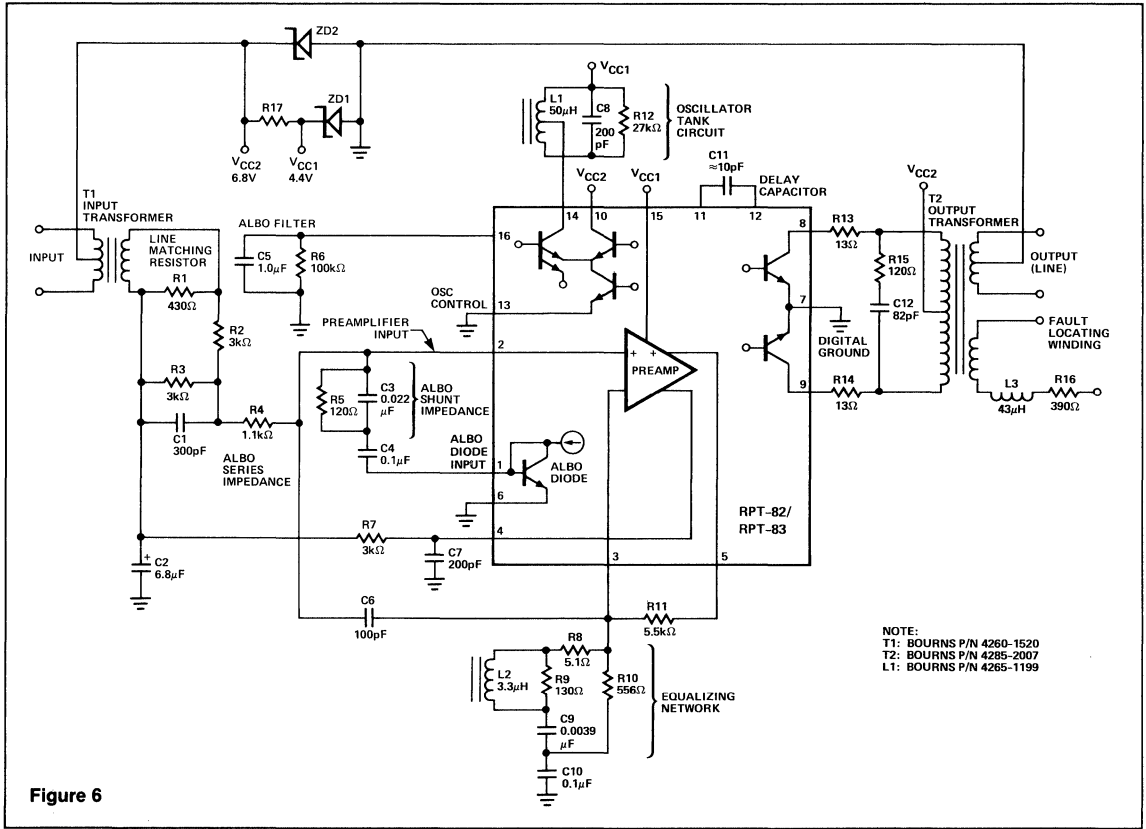 ZD2
R17
ZD1
VCC2
6.8V
VCC1
4.4V
T1
INPUT
TRANSFORMER
INPUT
LINE
MATCHING
RESISTOR
R1
430Ω
R2
3kΩ
R3
3kΩ
C1
300pF
R4
1.1kΩ
ALBO
SERIES
IMPEDANCE
C2
+
6.8μF
ALBO FILTER
C5
1.0μF
R6
100kΩ
OSC
CONTROL
PREAMPLIFIER
INPUT
R5
120Ω
C3
0.022
μF
ALBO
SHUNT
IMPEDANCE
C4
0.1μF
ALBO
DIODE
INPUT
ALBO
DIODE
R7
3kΩ
C7
200pF
C6
100pF
VCC1
L1
50μH
C8
200
pF
R12
27kΩ
OSCILLATOR
TANK
CIRCUIT
VCC2
VCC1
C11
≈10pF
DELAY
CAPACITOR
14
10
15
11
12
16
13
2
1
6
4
3
5
8
7
9
+ +
PREAMP
RPT-82/
RPT-83
R13
13Ω
R14
13Ω
R15
120Ω
C12
82pF
DIGITAL
GROUND
VCC2
T2
OUTPUT
TRANSFORMER
OUTPUT
(LINE)
FAULT
LOCATING
WINDING
L3
43μH
R16
390Ω
R11
5.5kΩ
R8
5.1Ω
L2
3.3μH
R9
130Ω
R10
556Ω
EQUALIZING
NETWORK
C9
0.0039
μF
C10
0.1μF
NOTE:
T1: BOURNS P/N 4260-1520
T2: BOURNS P/N 4285-2007
L1: BOURNS P/N 4265-1199
Figure 6